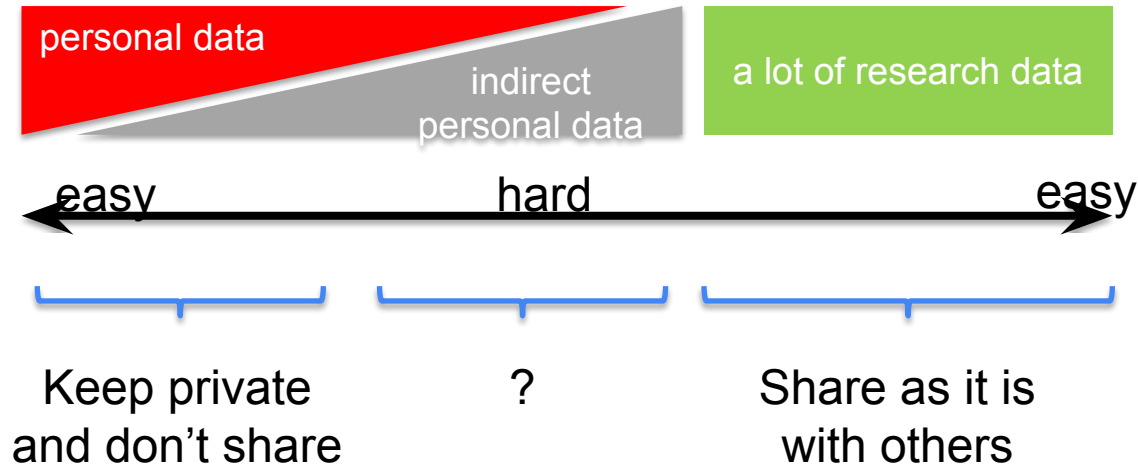 personal data
indirect
personal data
a lot of research data
easy
hard
easy
Keep private
and don’t share
?
Share as it is
with others